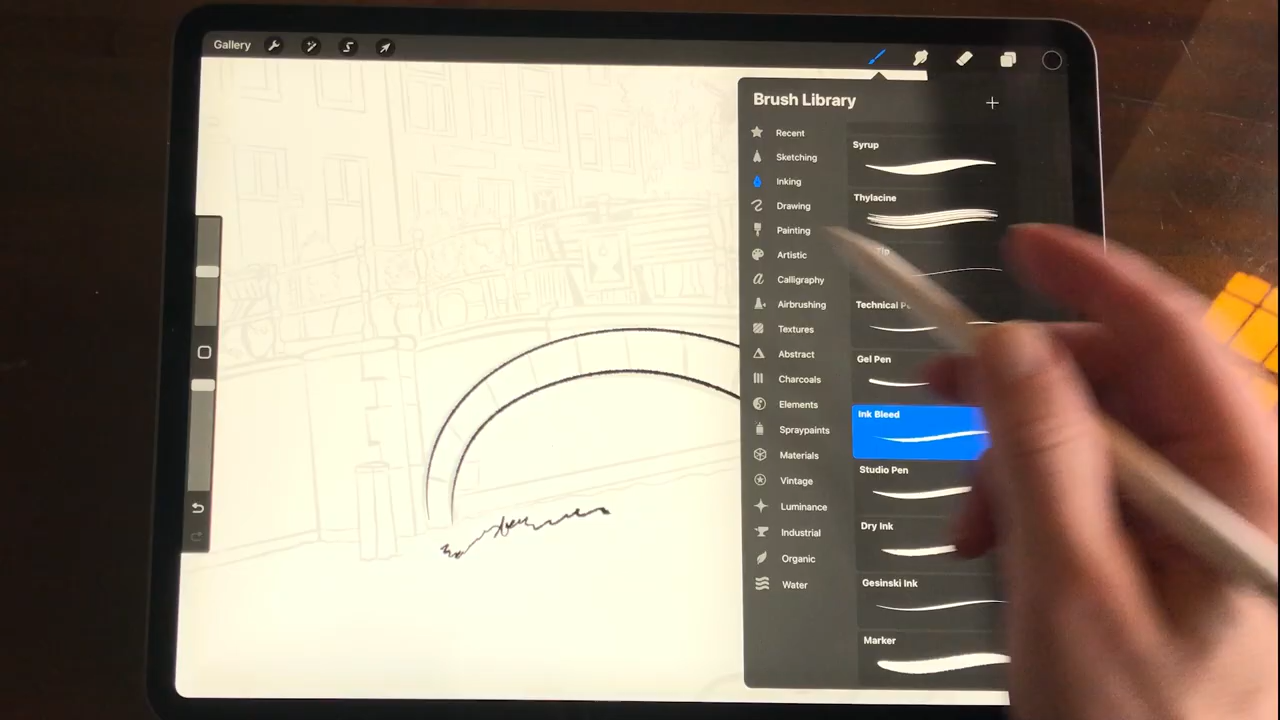 Gallery
Brush Library
Recent
Sketching
Inking
Drawing
Painting
Artistic
Calligraphy
Airbrushing
Textures
Abstract
Charcoals
Elements
Spraypaints
Materials
Vintage
Luminance
Industrial
Organic
Water
Syrup
Thylacine
Technical
Gel Pen
Ink Bleed
Studio Pen
Dry Ink
Gesinski Ink
Marker